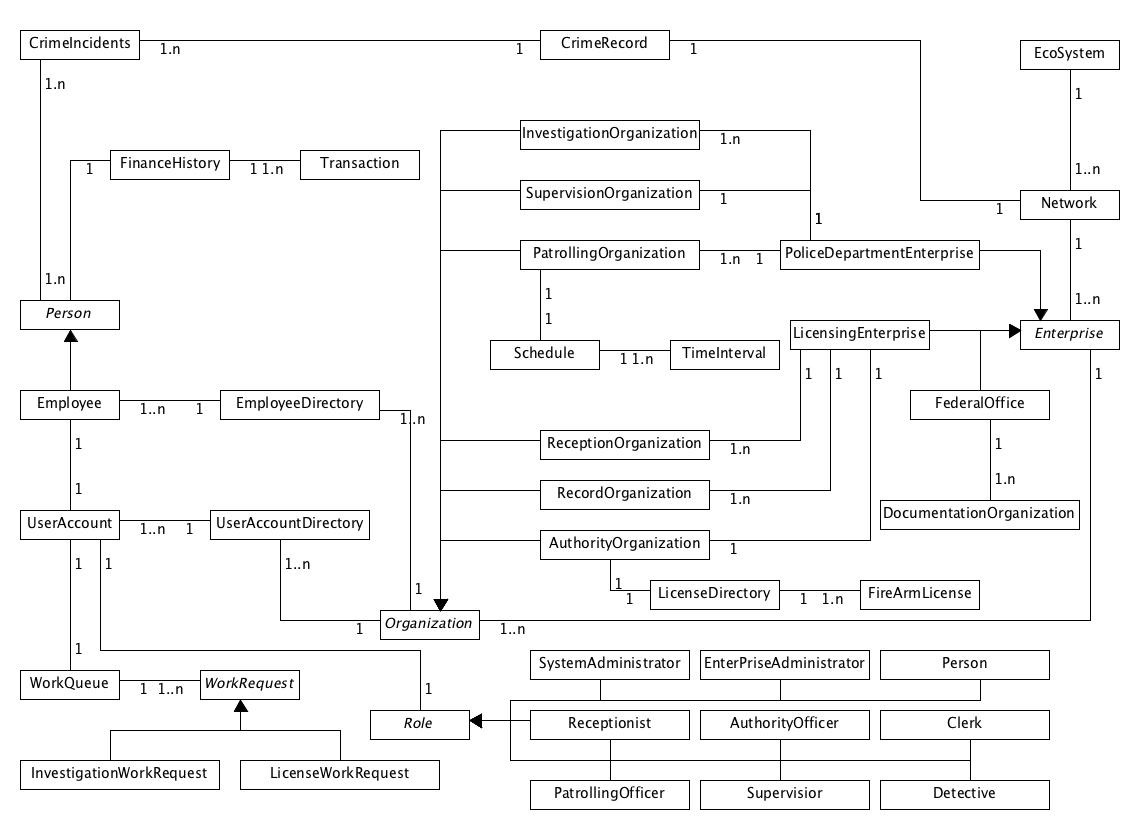 CrimeIncidents 1.n 1 CrimeRecord 1
EcoSystem
1.n 1
InvestigationOrganization 1.n
FinanceHistory Transaction
1 1 1.n 1..n
SupervisionOrganization 1
Network
1 1
PatrollingOrganization 1.n 1 PoliceDepartmentEnterprise 1
1.n 1 1..n
Person
1
LicensingEnterprise Enterprise
Schedule 1 1.n TimeInterval
1 1 1 1
Employee 1..n 1 EmployeeDirectory 1..n
FederalOffice
1
ReceptionOrganization 1.n 1
1.n
1 RecordOrganization 1.n
UserAccount 1..n 1 UserAccountDirectory
DocumentationOrganization
AuthorityOrganization 1
1 1 1..n
1 1 1 LicenseDirectory 1 1.n FireArmLicense
1 Organization 1..n
1
SystemAdministrator EnterPriseAdministrator Person
WorkQueue 1 1..n WorkRequest 1
Role Receptionist AuthorityOfficer Clerk
InvestigationWorkRequest LicenseWorkRequest
PatrollingOfficer Supervisior Detective